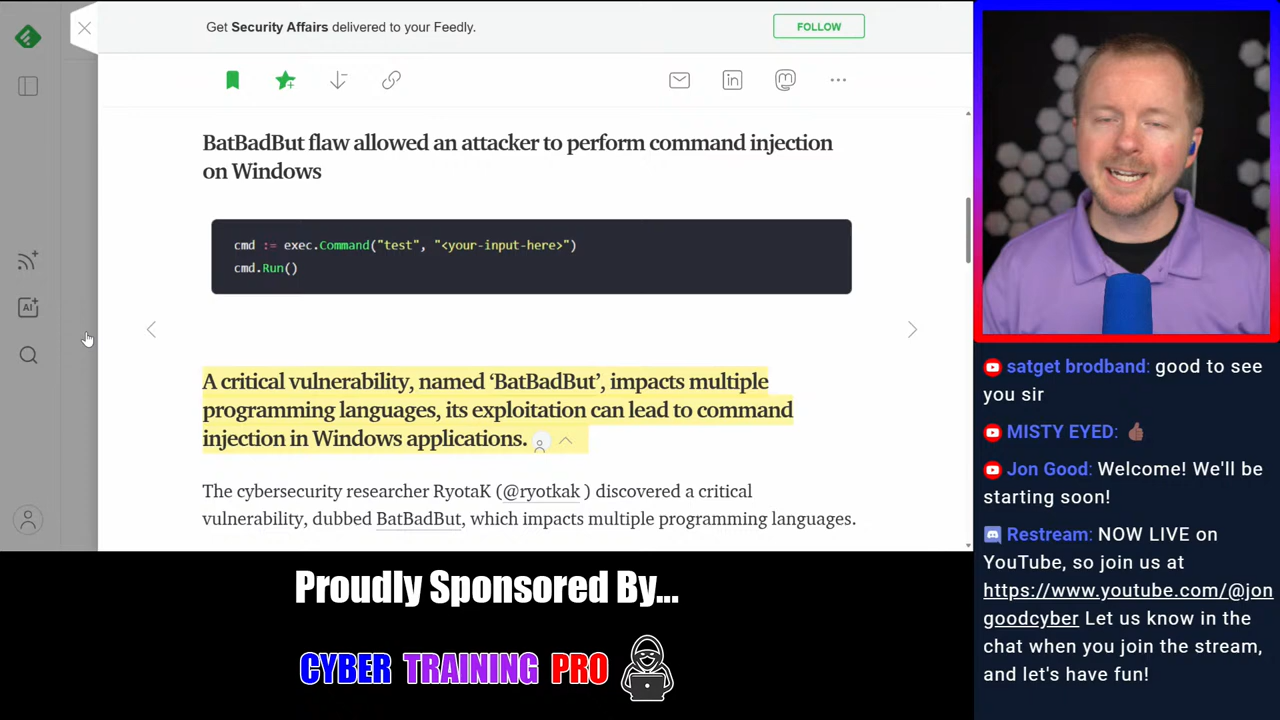 Get Security Affairs delivered to your Feedly.
FOLLOW
AI
BatBadBut flaw allowed an attacker to perform command injection
on Windows
cmd := exec.Command("test", "<your-input-here>")
cmd.Run()
A critical vulnerability, named ‘BatBadBut’, impacts multiple
programming languages, its exploitation can lead to command
injection in Windows applications.
The cybersecurity researcher RyotaK (@ryotkak ) discovered a critical
vulnerability, dubbed BatBadBut, which impacts multiple programming languages.
Proudly Sponsored By...
CYBER TRAINING PRO
satget brodband: good to see
you sir
MISTY EYED: 👍🏾
Jon Good: Welcome! We'll be
starting soon!
Restream: NOW LIVE on
YouTube, so join us at
https://www.youtube.com/@jon
goodcyber Let us know in the
chat when you join the stream,
and let's have fun!